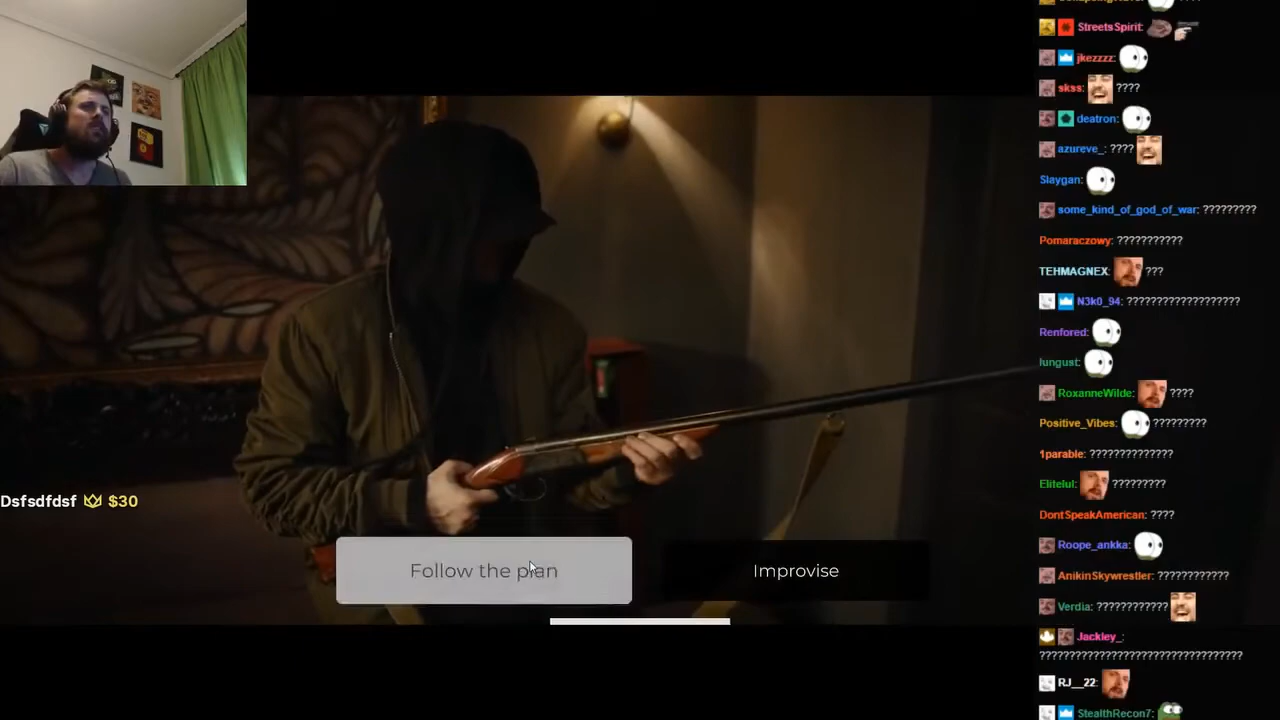 StreetsSpirit:
jkezzzz:
skss: ????
deatron:
azureve_: ????
Slaygan:
some_kind_of_god_of_war: ?????????
Pomaraczowy: ???????????
TEHMAGNEX: ???
N3k0_94: ???????????????????
Renfored:
lungust:
RoxanneWilde: ????
Positive_Vibes: ?????????
1parable: ??????????????
Eliteful: ?????????
DontSpeakAmerican: ????
Roope_ankka:
AnikinSkywrestler: ????????????
Verdia: ????????????
Jackley_:
??????????????????????????????????
RJ__22:
StealthRecon7:
Dsfsdfdsf $30
Follow the plan
Improvise